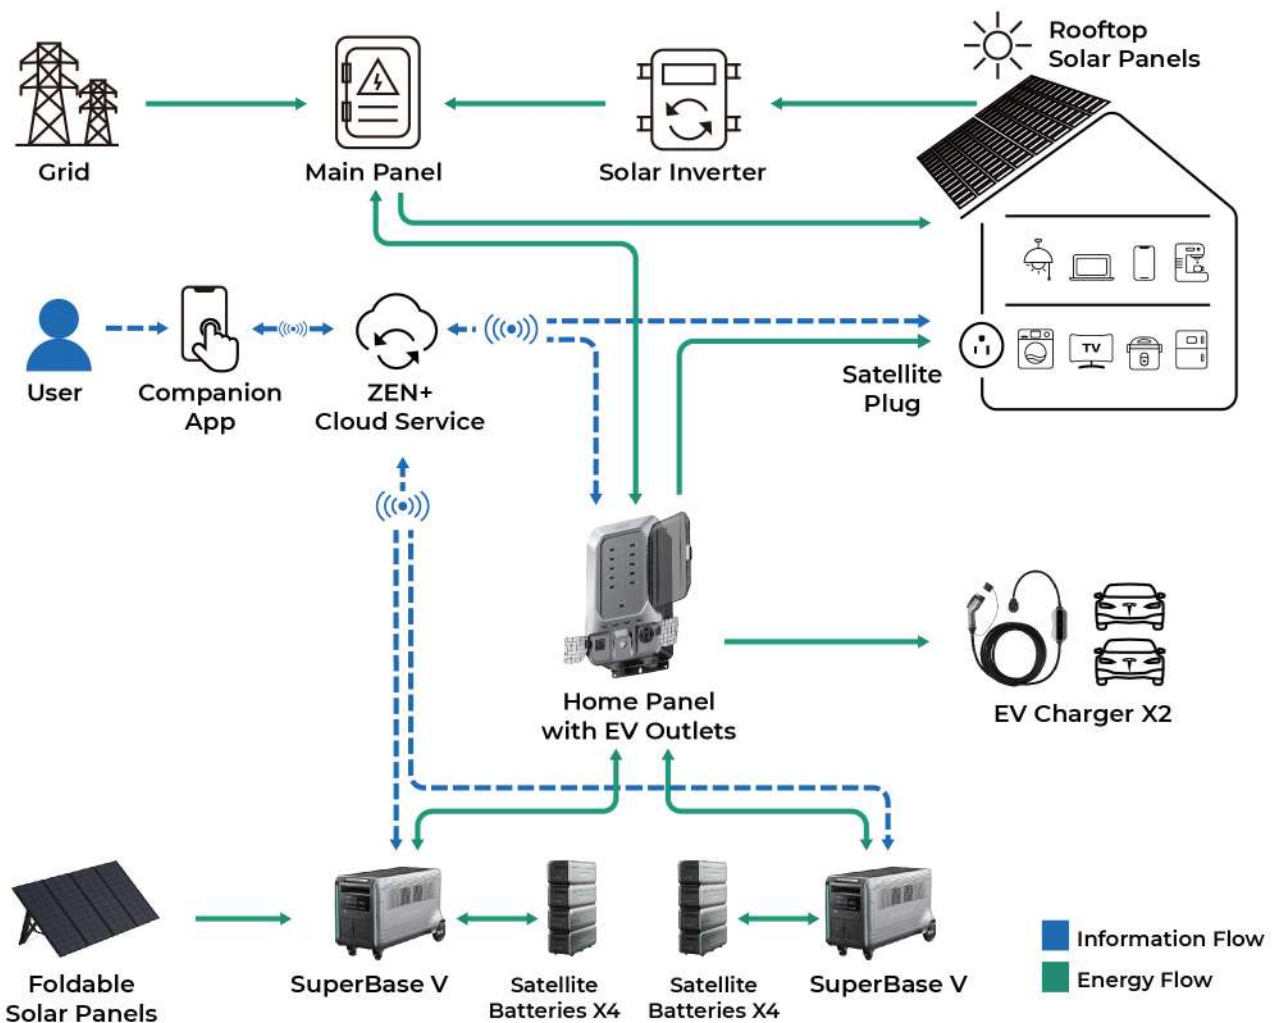 Rooftop
Solar Panels
Grid
Main Panel
Solar Inverter
User
Companion
App
ZEN+
Cloud Service
Satellite
Plug
TV
Home Panel
with EV Outlets
EV Charger X2
Foldable
Solar Panels
SuperBase V
Satellite
Batteries X4
Satellite
Batteries X4
SuperBase V
Information Flow
Energy Flow